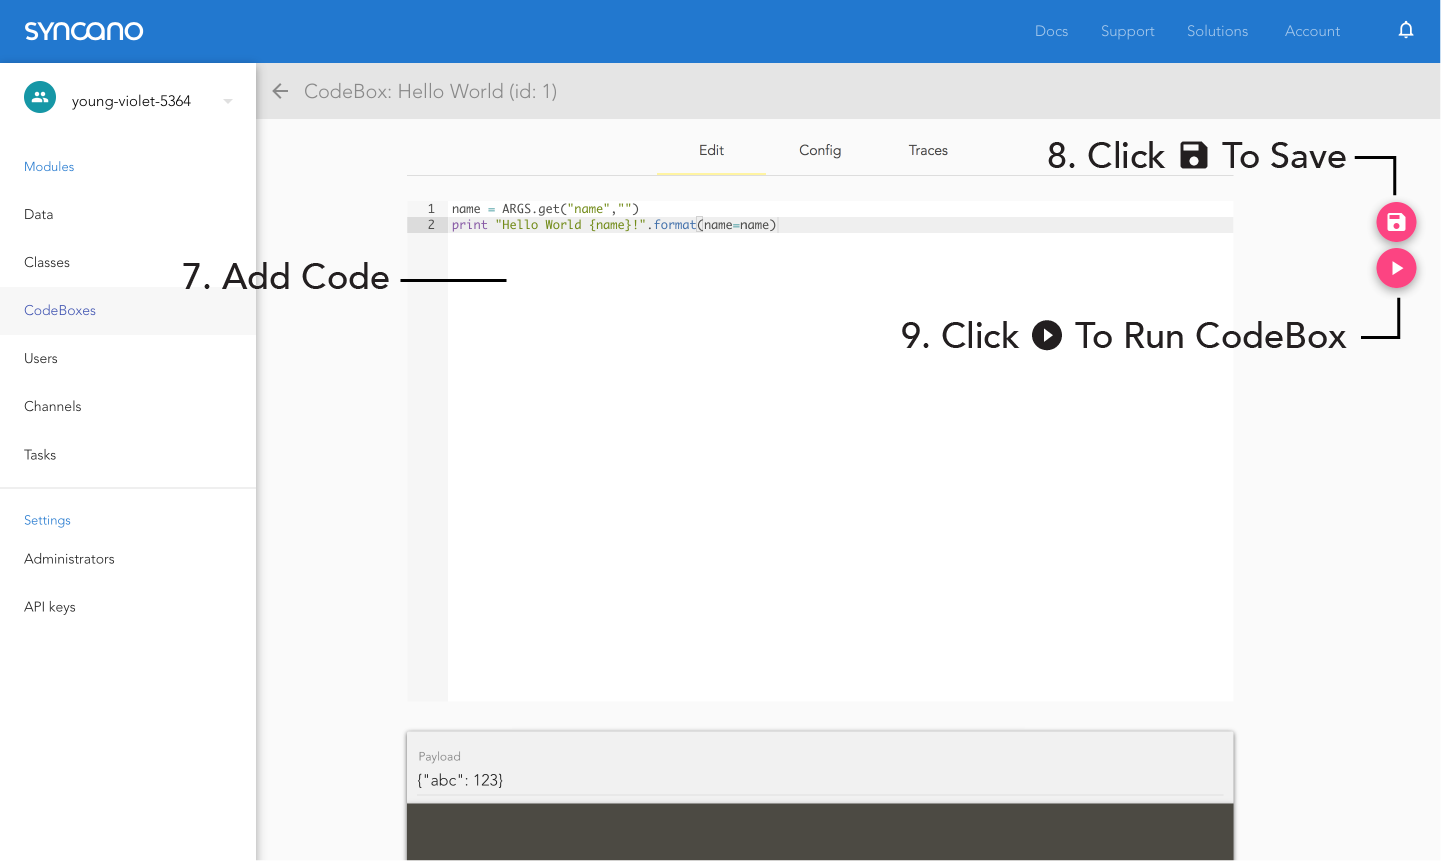 syncano
Docs Support Solutions Account
young-violet-5364
CodeBox: Hello World (id: 1)
Modules
Data
Classes
CodeBoxes
Users
Channels
Tasks
Settings
Administrators
API keys
Edit Config Traces
8. Click To Save
1 name = ARGS.get("name","")
2 print "Hello World {name}!".format(name=name)
7. Add Code
9. Click To Run CodeBox
Payload
{"abc": 123}